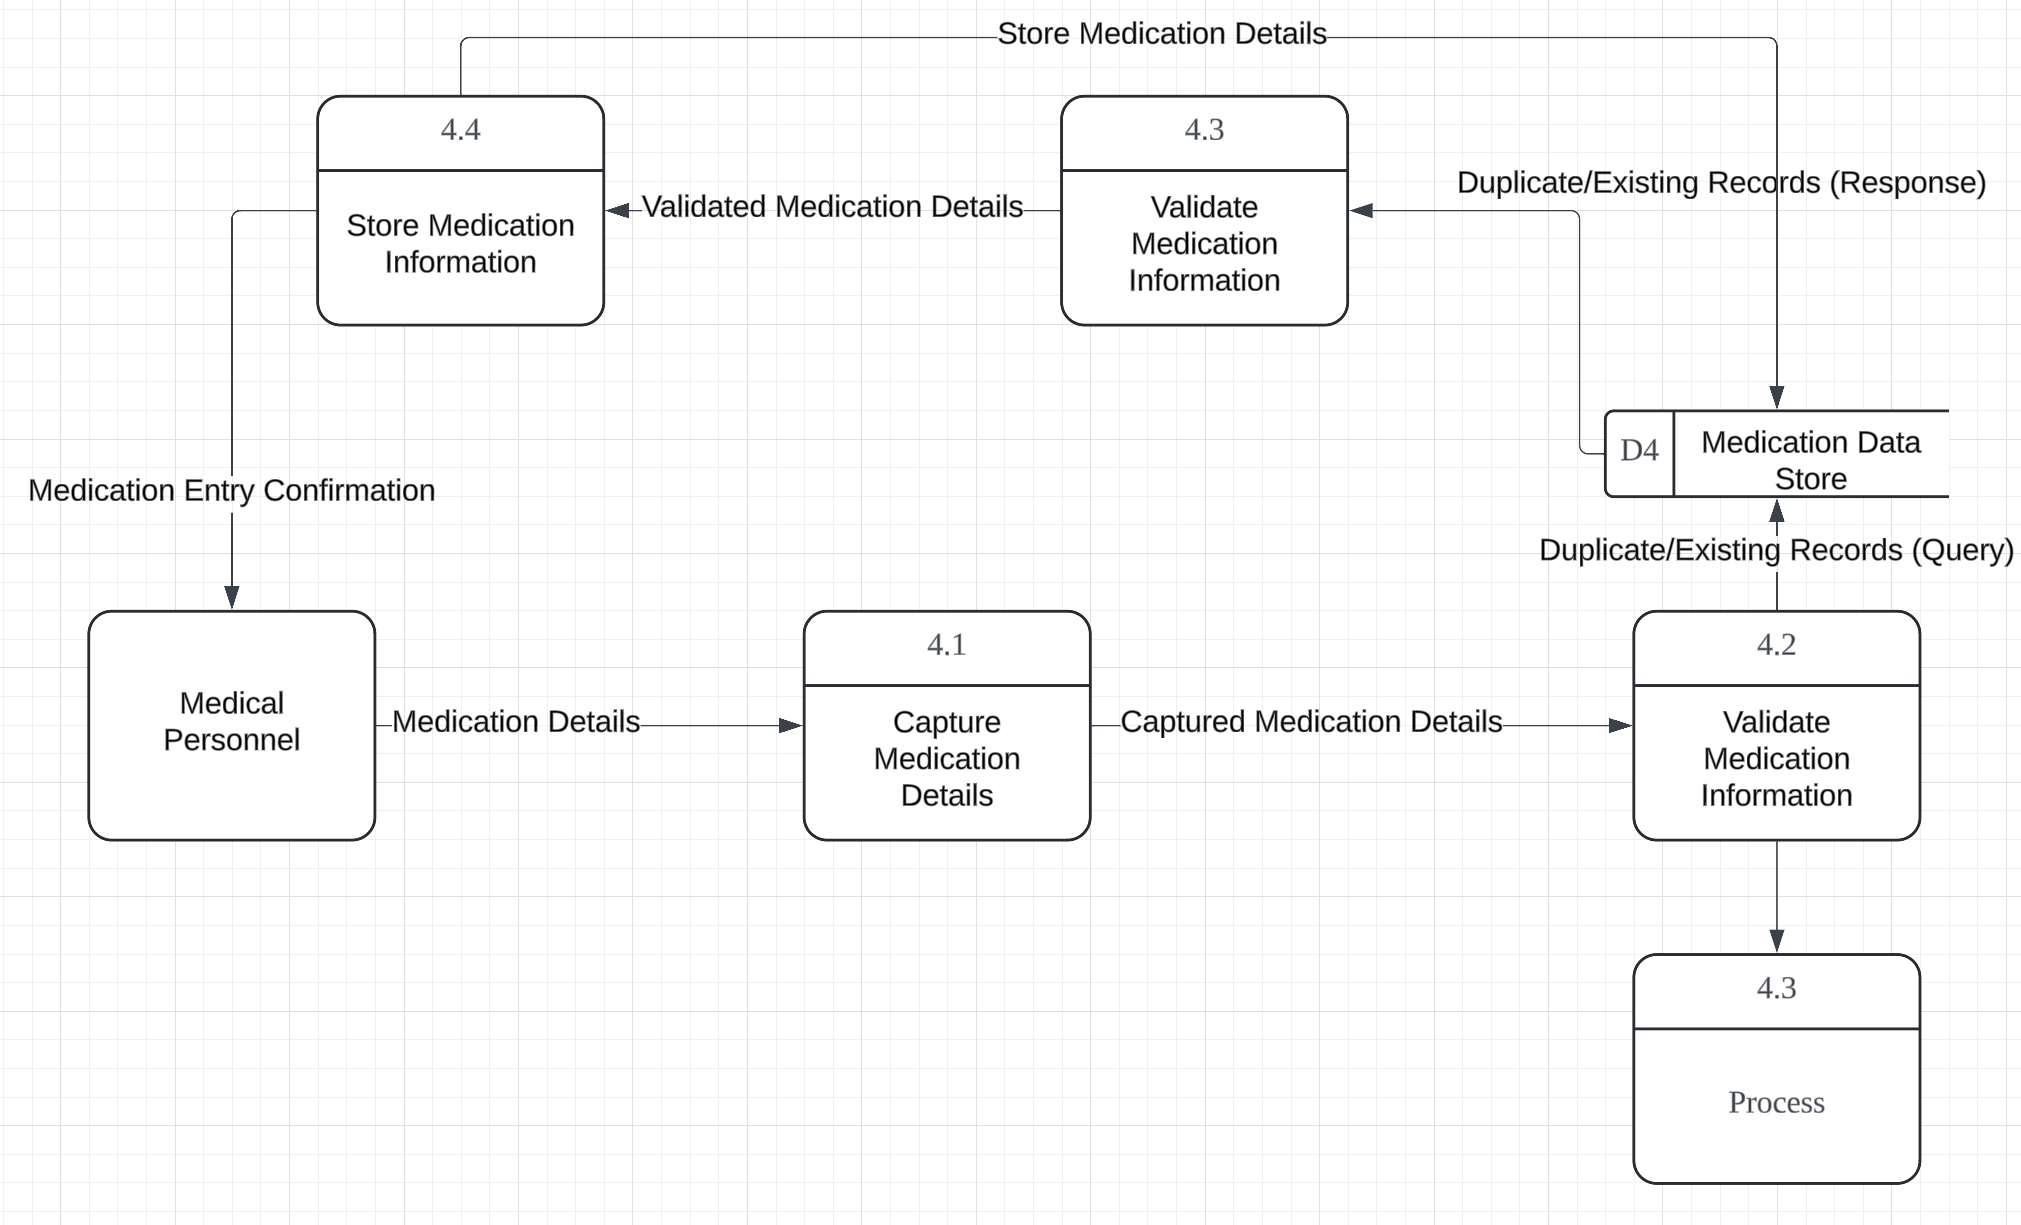 Store Medication Details
4.4
4.3
Duplicate/Existing Records (Response)
Validated Medication Details
Store Medication
Information
Validate
Medication
Information
D4
Medication Data
Store
Medication Entry Confirmation
Duplicate/Existing Records (Query)
4.1
4.2
Medical
Personnel
Medication Details
Capture
Medication
Details
Captured Medication Details
Validate
Medication
Information
4.3
Process